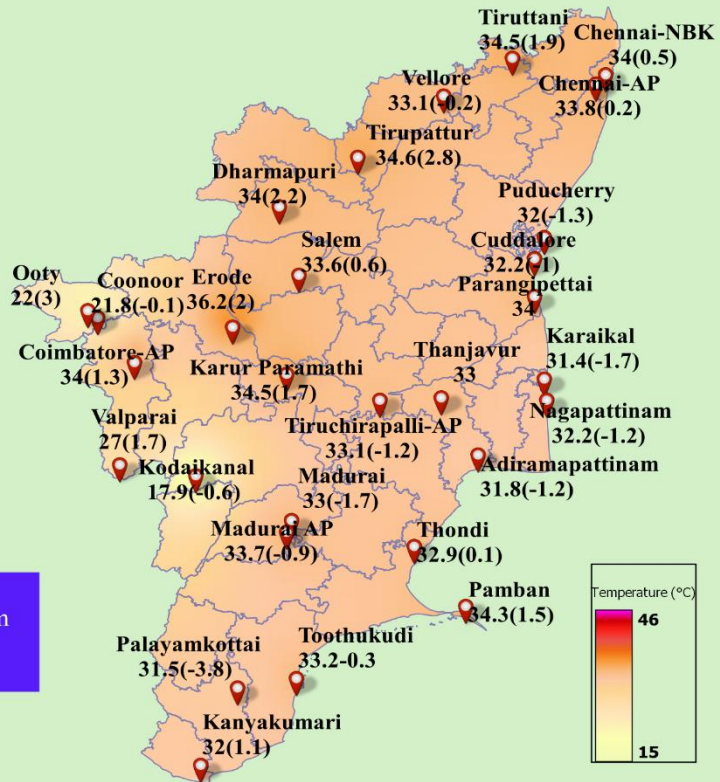 Tiruttani
34.5(1.9)
Chennai-NBK
34(0.5)
Vellore
33.1(-0.2)
Chennai-AP
33.8(0.2)
Tirupattur
34.6(2.8)
Dharmapuri
34(2.2)
Puducherry
32(-1.3)
Salem
33.6(0.6)
Cuddalore
32.2(-1)
Ooty
22(3)
Coonoor
21.8(-0.1)
Erode
36.2(2)
Parangipettai
34
Coimbatore-AP
34(1.3)
Karur Paramathi
34.5(1.7)
Thanjavur
33
Karaikal
31.4(-1.7)
Valparai
27(1.7)
Tiruchirapalli-AP
33.1(-1.2)
Nagapattinam
32.2(-1.2)
Kodaikanal
17.9(-0.6)
Madurai
33(-1.7)
Adiramapattinam
31.8(-1.2)
Madurai AP
33.7(-0.9)
Thondi
32.9(0.1)
Pamban
34.3(1.5)
Palayamkottai
31.5(-3.8)
Toothukudi
33.2-0.3
Kanyakumari
32(1.1)
Temperature (°C)
46
15